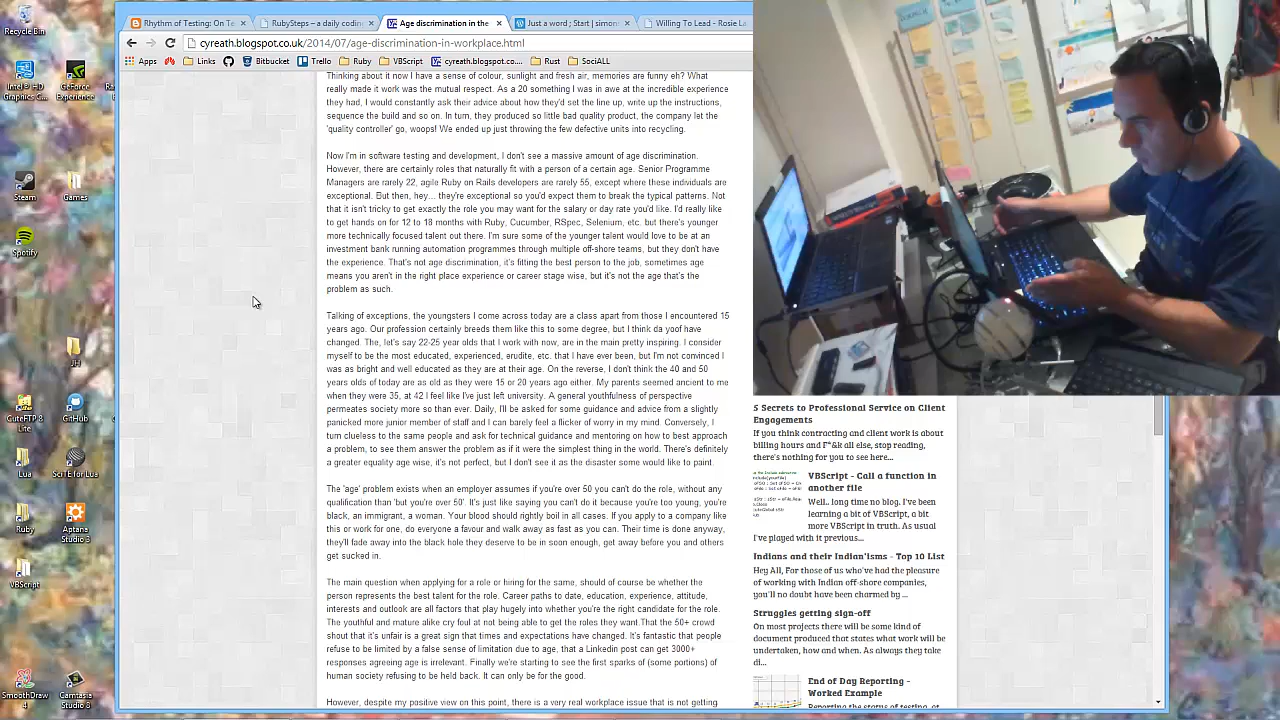 Recycle Bin
Intel® HD Graphics C...
GeForce Experience
Steam
Games
Spotify
JH
CuteFTP 8 Lite
GitHub
Lua
SciTE for Lua
Ruby
Aptana Studio 3
VBScript
SmoothDraw 4
Camtasia Studio 8
Rhythm of Testing: On Te
RubySteps – a daily codin
Age discrimination in the
Just a word ; Start | simon
Willing To Lead - Rosie La
cyreath.blogspot.co.uk/2014/07/age-discrimination-in-workplace.html
Apps
Links
Bitbucket
Trello
Ruby
VBScript
cyreath.blogspot.co....
Rust
SociALL
Thinking about it now I have a sense of colour, sunlight and fresh air, memories are funny eh? What
really made it work was the mutual respect. As a 20 something I was in awe at the incredible experience
they had, I would constantly ask their advice about how they'd set the line up, write up the instructions,
sequence the build and so on. In turn, they produced so little bad quality product, the company let the
'quality controller' go, woops! We ended up just throwing the few defective units into recycling.
Now I'm in software testing and development, I don't see a massive amount of age discrimination.
However, there are certainly roles that naturally fit with a person of a certain age. Senior Programme
Managers are rarely 22, agile Ruby on Rails developers are rarely 55, except where these individuals are
exceptional. But then, hey... they're exceptional so you'd expect them to break the typical patterns. Not
that it isn't tricky to get exactly the role you may want for the salary or day rate you'd like. I'd really like
to get hands on for 12 to 18 months with Ruby, Cucumber, RSpec, Selenium, etc. but there's younger
more technically focused talent out there. I'm sure some of the younger talent would love to be at an
investment bank running automation programmes through multiple off-shore teams, but they don't have
the experience. That's not age discrimination, it's fitting the best person to the job, sometimes age
means you aren't in the right place experience or career stage wise, but it's not the age that's the
problem as such.
Talking of exceptions, the youngsters I come across today are a class apart from those I encountered 15
years ago. Our profession certainly breeds them like this to some degree, but I think da yoof have
changed. The, let's say 22-25 year olds that I work with now, are in the main pretty inspiring. I consider
myself to be the most educated, experienced, erudite, etc. that I have ever been, but I'm not convinced I
was as bright and well educated as they are at their age. On the reverse, I don't think the 40 and 50
years olds of today are as old as they were 15 or 20 years ago either. My parents seemed ancient to me
when they were 35, at 42 I feel like I've just left university. A general youthfulness of perspective
permeates society more so than ever. Daily, I'll be asked for some guidance and advice from a slightly
panicked more junior member of staff and I can barely feel a flicker of worry in my mind. Conversely, I
turn clueless to the same people and ask for technical guidance and mentoring on how to best approach
a problem, to see them answer the problem as if it were the simplest thing in the world. There's definitely
a greater equality age wise, it's not perfect, but I don't see it as the disaster some would like to paint.
The real problem exists when an employer assumes if you're over 50 you can't do the role, without any
more reason than 'but you're over 50'. It's just like saying you can't do it because you're too young, you're
black, an immigrant, a woman. Your blood should rightly boil in all cases. If you apply to a company like
this or work for one, do everyone a favour and walk away as fast as you can. Their time is done anyway,
they'll fade away into the black hole they deserve to be in soon enough, get away before you and others
get sucked in.
The main question when applying for a role or hiring for the same, should of course be whether the
person represents the best talent for the role. Career paths to date, education, experience, attitude,
interests and outlook are all factors that play hugely into whether you're the right candidate for the role.
The youthful and mature alike cry foul at not being able to get the roles they want.That the 50+ crowd
shout that it's unfair is a great sign that times and expectations have changed. It's fantastic that people
refuse to be limited by a false sense of limitation due to age, that a Linkedin post can get 3000+
responses agreeing age is irrelevant. Finally we're starting to see the first sparks of (some portions) of
human society refusing to be held back. It can only be for the good.
However, despite my positive view on this point, there is a very real workplace issue that is not getting
5 Secrets to Professional Service on Client
Engagements
If you think contracting and client work is about
billing hours and F*&k all else, stop reading,
there's nothing for you to see here...
VBScript - Call a function in
another file
Well.. long time no blog. I've been
learning a bit of VBScript, a bit
more VBScript in truth. As usual
I've played with it previous...
Indians and their Indian'isms - Top 10 List
Hey All, For those of us who've had the pleasure
of working with Indian off-shore companies,
you'll no doubt have been charmed by ...
Struggles getting sign-off
On most projects there will be some kind of
document produced that states what work will be
undertaken, how and when. As always they take
di...
End of Day Reporting -
Worked Example
Reporting the status of testing, at